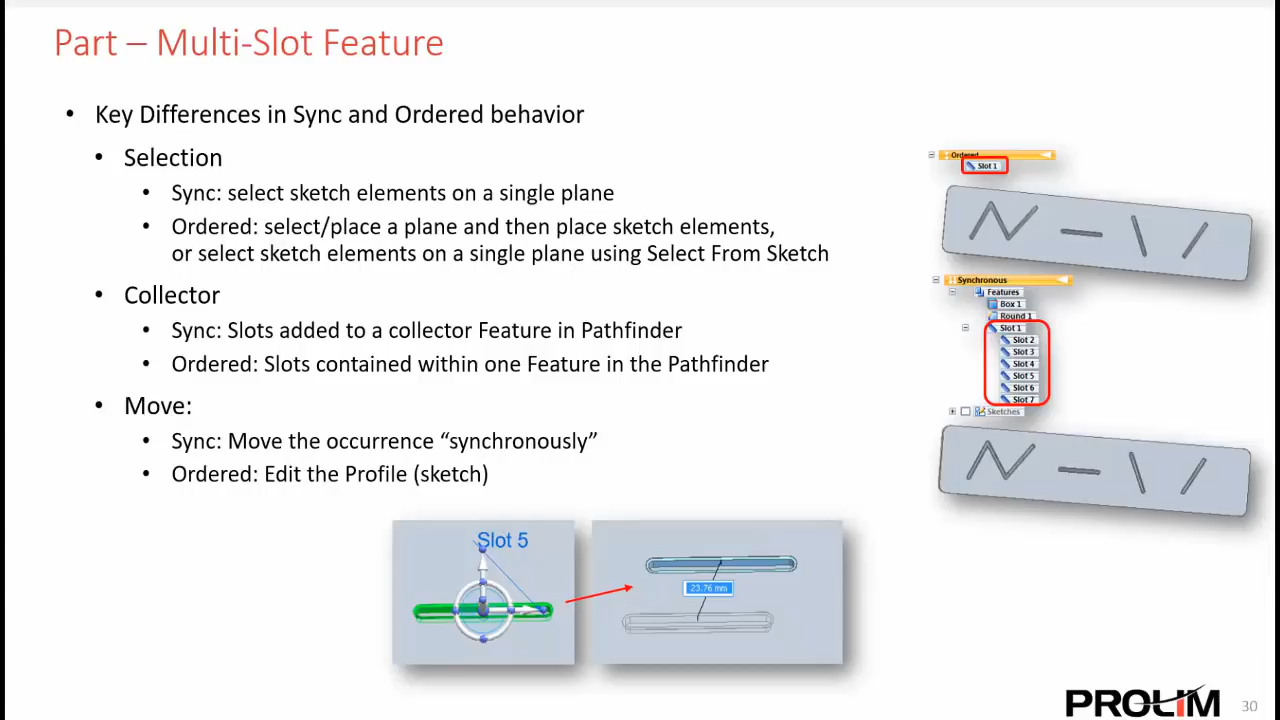 Part – Multi-Slot Feature
• Key Differences in Sync and Ordered behavior
• Selection
• Sync: select sketch elements on a single plane
• Ordered: select/place a plane and then place sketch elements,
or select sketch elements on a single plane using Select From Sketch
• Collector
• Sync: Slots added to a collector Feature in Pathfinder
• Ordered: Slots contained within one Feature in the Pathfinder
• Move:
• Sync: Move the occurrence “synchronously”
• Ordered: Edit the Profile (sketch)
Ordered
Slot 1
Synchronous
Features
Box 1
Round 1
Slot 1
Slot 2
Slot 3
Slot 4
Slot 5
Slot 6
Slot 7
Sketches
Slot 5
23.76 mm
PROLIM
30